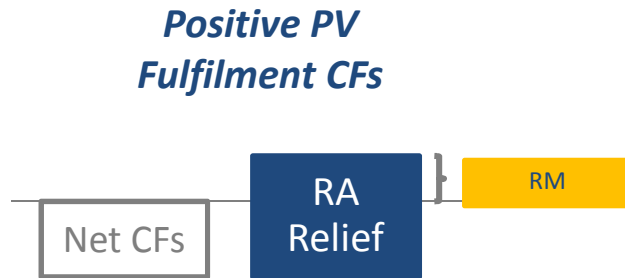 Positive PV
Fulfilment CFs
RA
Relief
RM
Net CFs